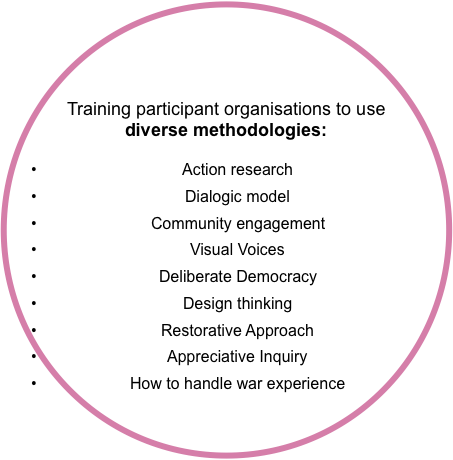 Training participant organisations to use
diverse methodologies:
• Action research
• Dialogic model
• Community engagement
• Visual Voices
• Deliberate Democracy
• Design thinking
• Restorative Approach
• Appreciative Inquiry
• How to handle war experience